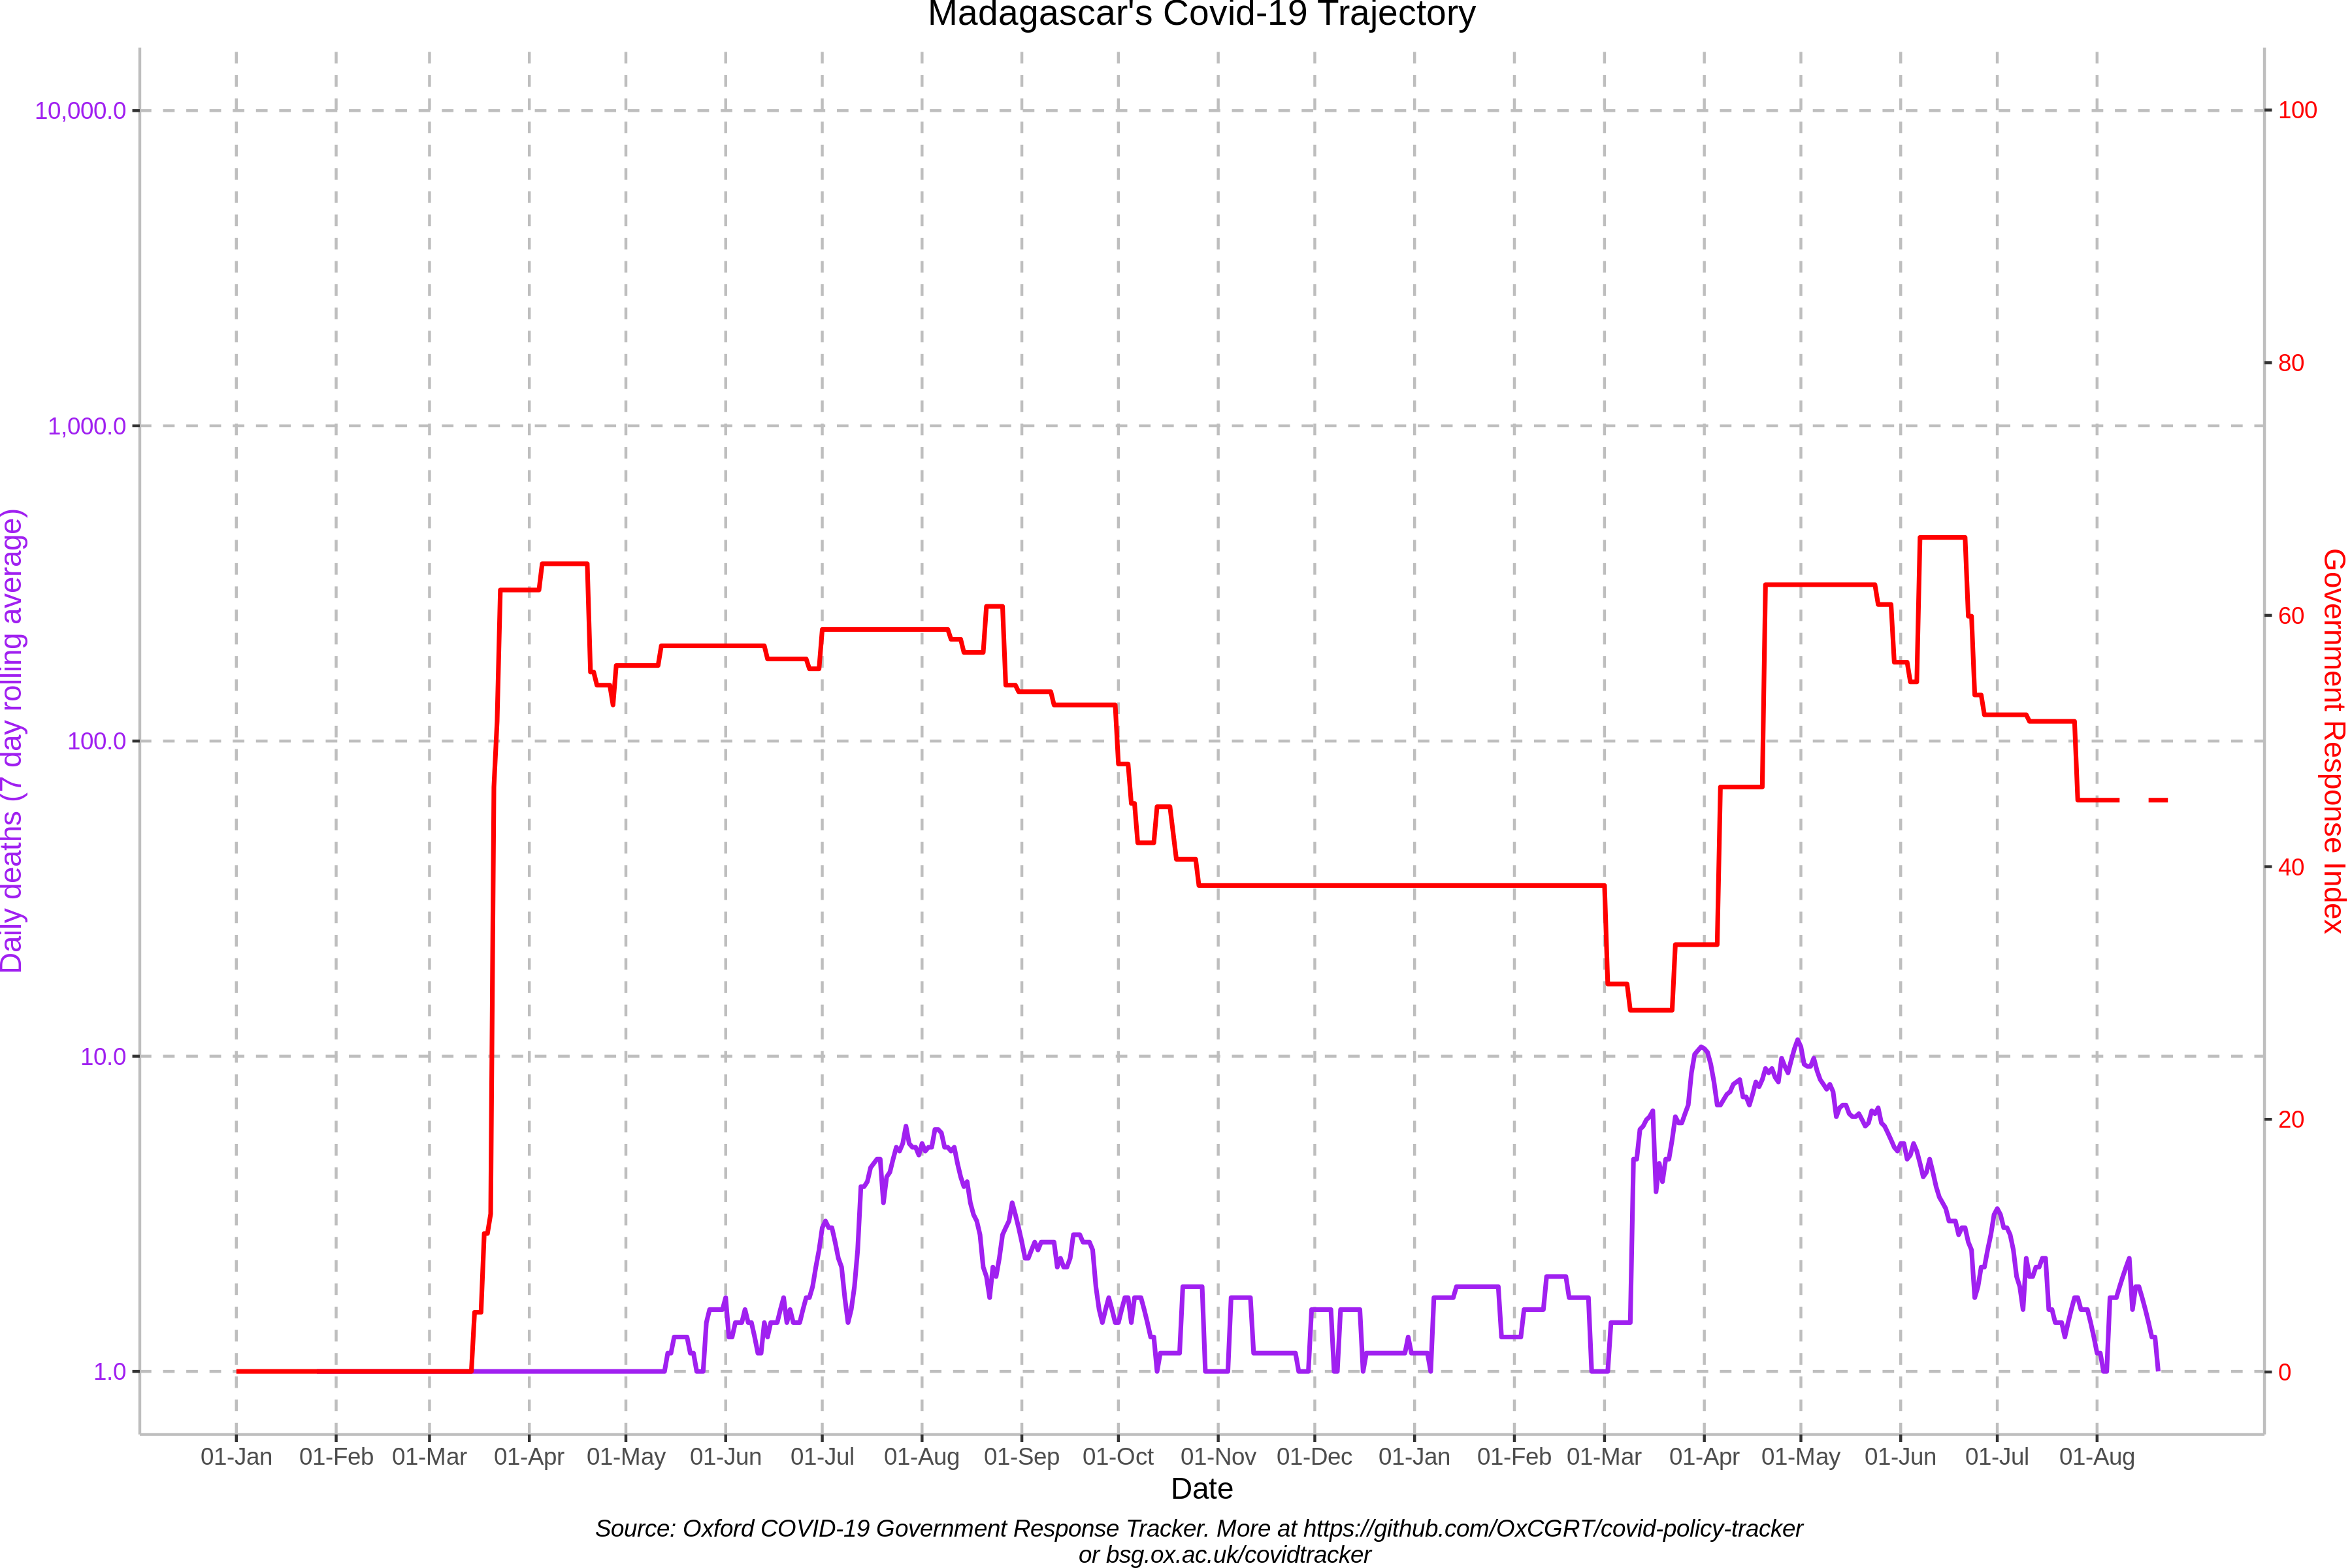 Madagascar's Covid-19 Trajectory
10,000.0
1,000.0
100.0
10.0
1.0
Daily deaths (7 day rolling average)
100
80
60
40
20
0
Government Response Index
01-Jan 01-Feb 01-Mar 01-Apr 01-May 01-Jun 01-Jul 01-Aug 01-Sep 01-Oct 01-Nov 01-Dec 01-Jan 01-Feb 01-Mar 01-Apr 01-May 01-Jun 01-Jul 01-Aug
Date
Source: Oxford COVID-19 Government Response Tracker. More at https://github.com/OxCGRT/covid-policy-tracker
or bsg.ox.ac.uk/covidtracker